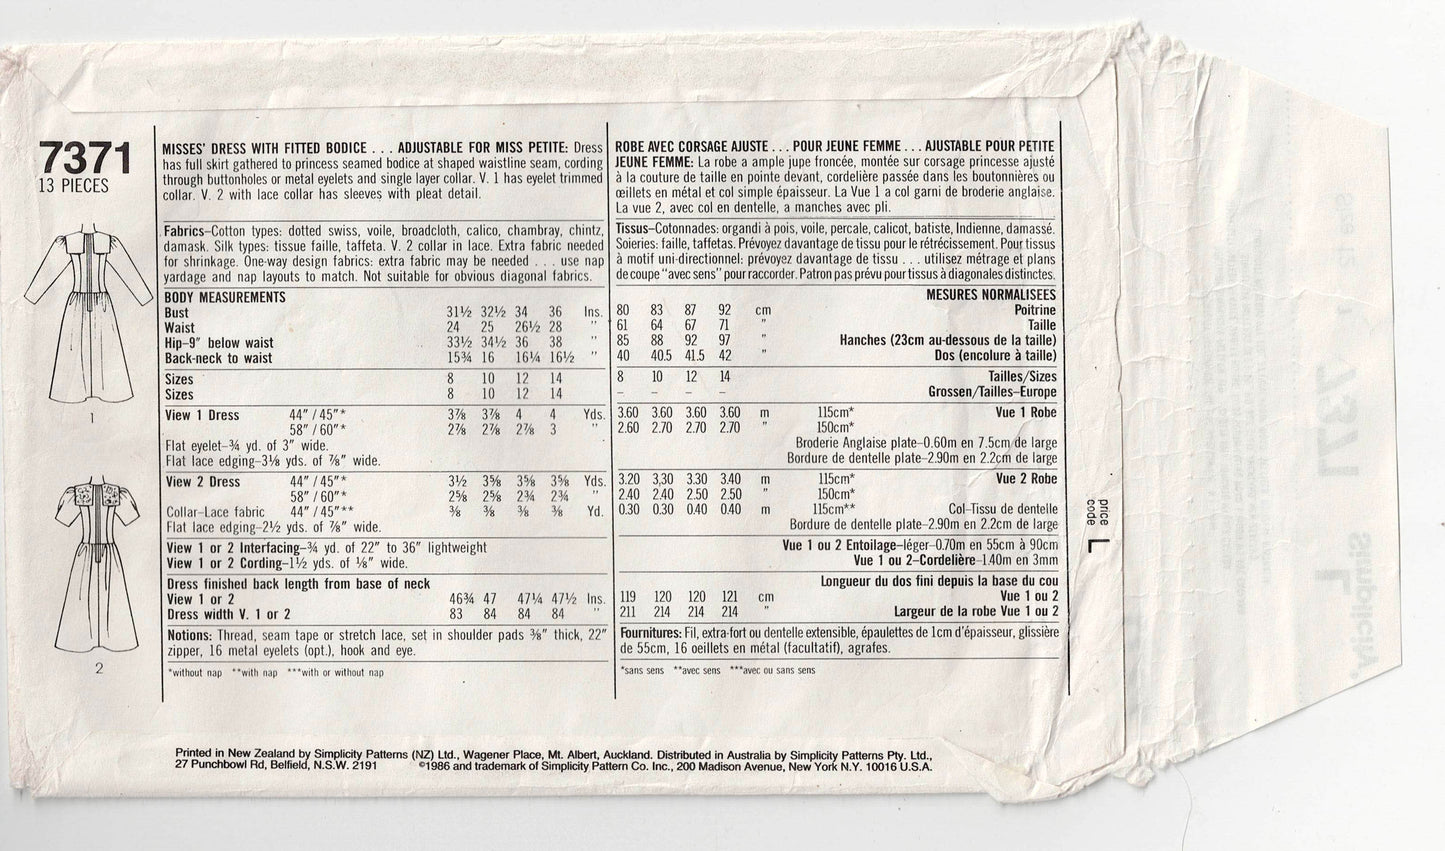 7371
13 PIECES
1
2
MISSES' DRESS WITH FITTED BODICE . . . ADJUSTABLE FOR MISS PETITE: Dress
has full skirt gathered to princess seamed bodice at shaped waistline seam, cording
through buttonholes or metal eyelets and single layer collar. V. 1 has eyelet trimmed
collar. V. 2 with lace collar has sleeves with pleat detail.
Fabrics–Cotton types: dotted swiss, voile, broadcloth, calico, chambray, chintz,
damask. Silk types: tissue faille, taffeta. V. 2 collar in lace. Extra fabric needed
for shrinkage. One-way design fabrics: extra fabric may be needed . . . use nap
yardage and nap layouts to match. Not suitable for obvious diagonal fabrics.
BODY MEASUREMENTS
Bust 31½ 32½ 34 36 Ins.
Waist 24 25 26½ 28 "
Hip-9" below waist 33½ 34½ 36 38 "
Back-neck to waist 15¾ 16 16¼ 16½ "
Sizes 8 10 12 14
Sizes 8 10 12 14
View 1 Dress 44" / 45"* 3⅞ 3⅞ 4 4 Yds.
58" / 60"* 2⅞ 2⅞ 2⅞ 3 "
Flat eyelet–¾ yd. of 3" wide.
Flat lace edging–3⅛ yds. of ⅞" wide.
View 2 Dress 44" / 45"* 3½ 3⅝ 3⅝ 3⅝ Yds.
58" / 60"* 2⅝ 2⅝ 2¾ 2¾ "
Collar–Lace fabric 44" / 45"** ⅜ ⅜ ⅜ ⅜ Yd.
Flat lace edging–2½ yds. of ⅞" wide.
View 1 or 2 Interfacing–¾ yd. of 22" to 36" lightweight
View 1 or 2 Cording–1½ yds. of ⅛" wide.
Dress finished back length from base of neck
View 1 or 2 46¾ 47 47¼ 47½ Ins.
Dress width V. 1 or 2 83 84 84 84 "
Notions: Thread, seam tape or stretch lace, set in shoulder pads ⅜" thick, 22"
zipper, 16 metal eyelets (opt.), hook and eye.
*without nap **with nap ***with or without nap
ROBE AVEC CORSAGE AJUSTE . . . POUR JEUNE FEMME . . . AJUSTABLE POUR PETITE
JEUNE FEMME: La robe a ample jupe froncée, montée sur corsage princesse ajusté
à la couture de taille en pointe devant, cordelière passée dans les boutonnières ou
œillets en métal et col simple épaisseur. La Vue 1 a col garni de broderie anglaise.
La vue 2, avec col en dentelle, a manches avec pli.
Tissus–Cotonnades: organdi à pois, voile, percale, calicot, batiste, Indienne, damassé.
Soieries: faille, taffetas. Prévoyez davantage de tissu pour le rétrécissement. Pour tissus
à motif uni-directionnel: prévoyez davantage de tissu . . . utilisez métrage et plans
de coupe "avec sens" pour raccorder. Patron pas prévu pour tissus à diagonales distinctes.
MESURES NORMALISEES
80 83 87 92 cm Poitrine
61 64 67 71 " Taille
85 88 92 97 " Hanches (23cm au-dessous de la taille)
40 40.5 41.5 42 " Dos (encolure à taille)
8 10 12 14 Tailles/Sizes
– – – – Grossen/Tailles–Europe
3.60 3.60 3.60 3.60 m 115cm* Vue 1 Robe
2.60 2.70 2.70 2.70 " 150cm*
Broderie Anglaise plate–0.60m en 7.5cm de large
Bordure de dentelle plate–2.90m en 2.2cm de large
3.20 3,30 3.30 3.40 m 115cm* Vue 2 Robe
2.40 2.40 2.50 2.50 " 150cm*
0.30 0.30 0.40 0.40 m 115cm** Col–Tissu de dentelle
Bordure de dentelle plate–2.90m en 2.2cm de large
Vue 1 ou 2 Entoilage–léger–0.70m en 55cm à 90cm
Vue 1 ou 2–Cordelière–1.40m en 3mm
Longueur du dos fini depuis la base du cou
119 120 120 121 cm Vue 1 ou 2
211 214 214 214 " Largeur de la robe Vue 1 ou 2
Fournitures: Fil, extra-fort ou dentelle extensible, épaulettes de 1cm d'épaisseur, glissière
de 55cm, 16 oeillets en métal (facultatif), agrafes.
*sans sens **avec sens ***avec ou sans sens
price
code L
Printed in New Zealand by Simplicity Patterns (NZ) Ltd., Wagener Place, Mt. Albert, Auckland. Distributed in Australia by Simplicity Patterns Pty. Ltd.,
27 Punchbowl Rd, Belfield, N.S.W. 2191 ©1986 and trademark of Simplicity Pattern Co. Inc., 200 Madison Avenue, New York N.Y. 10016 U.S.A.
Size 12
7371
L
Simplicity